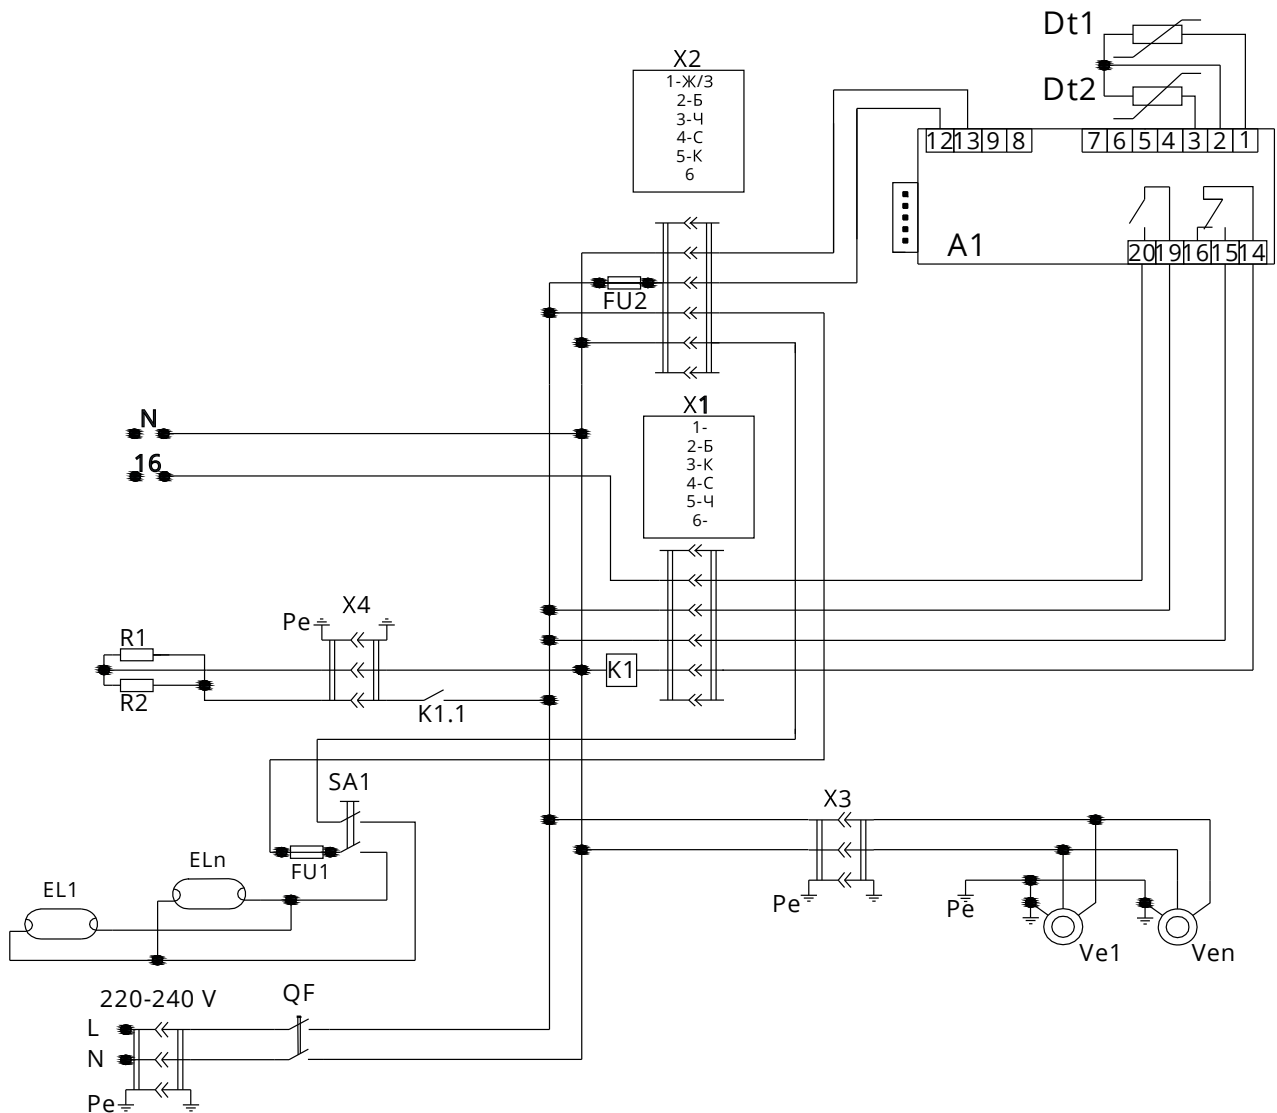 Dt1
Dt2
X2
1-Ж/З
2-Б
3-Ч
4-С
5-К
6
12 13 9 8 7 6 5 4 3 2 1
A1
20 19 16 15 14
FU2
N
16
X1
1-
2-Б
3-К
4-С
5-Ч
6-
Pe X4
R1
R2
K1
K1.1
SA1
X3
FU1
ELn
EL1
Pe
Pe
Ve1 Ven
220-240 V QF
L
N
Pe